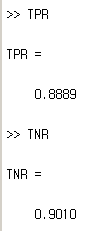 >> TPR
TPR =
0.8889
>> TNR
TNR =
0.9010